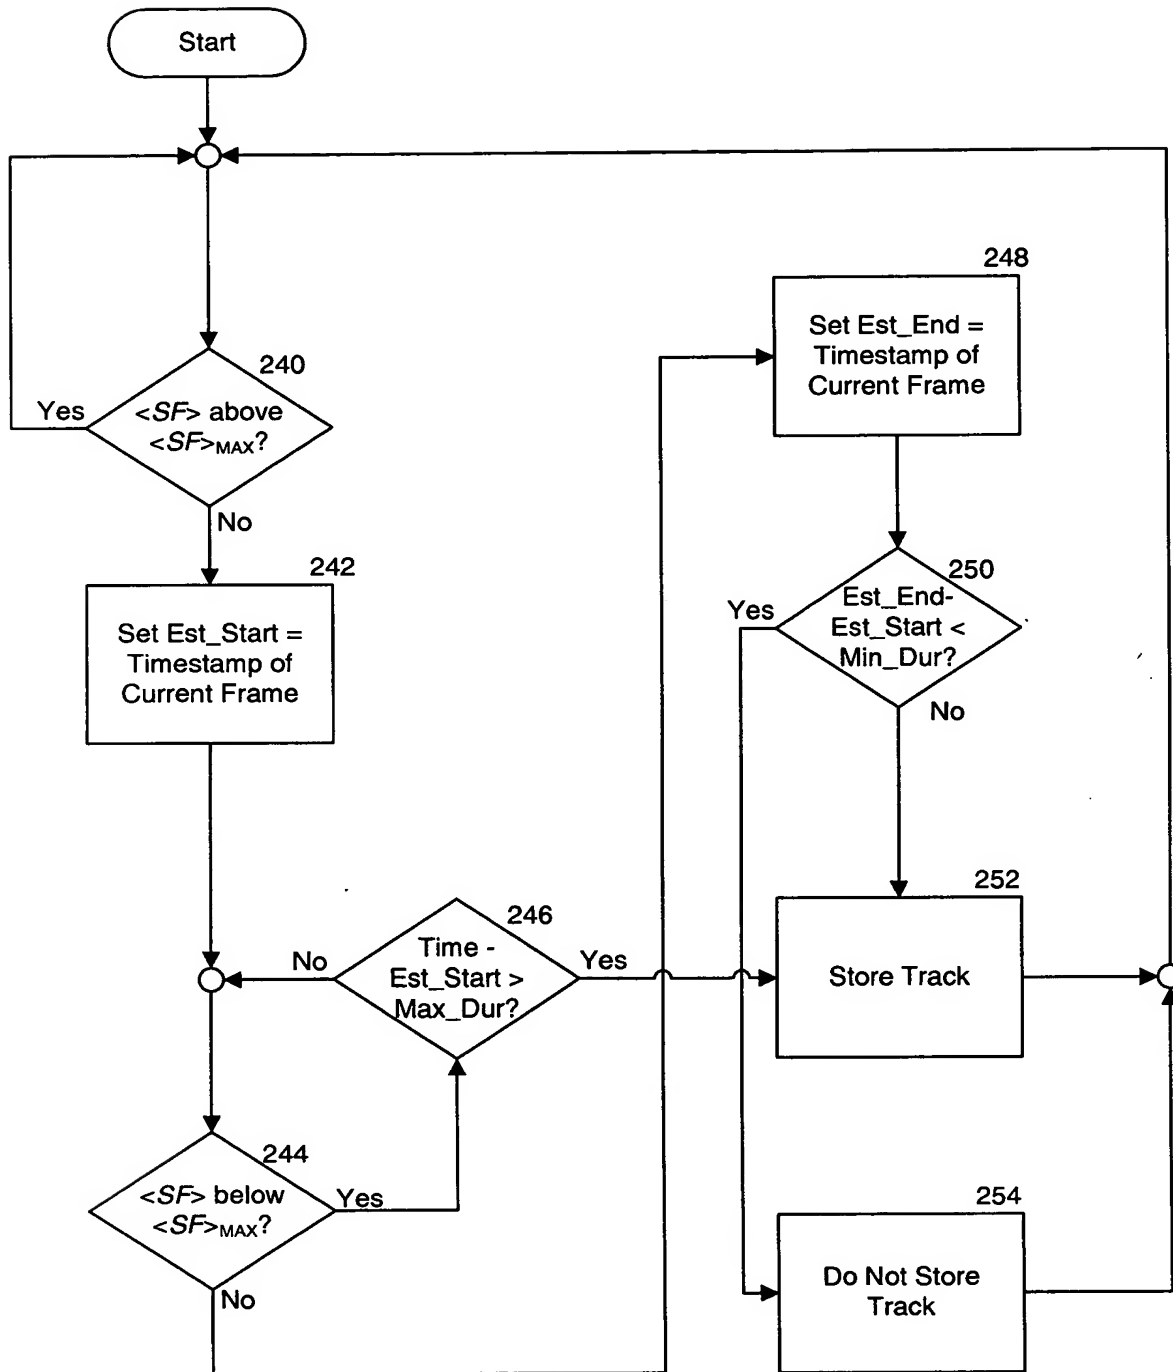 Start
240
Yes
<SF> above
<SF>MAX?
No
242
Set Est_Start =
Timestamp of
Current Frame
248
Set Est_End =
Timestamp of
Current Frame
250
Yes
Est_End-
Est_Start <
Min_Dur?
No
246
No
Time -
Est_Start >
Max_Dur?
Yes
252
Store Track
244
<SF> below
<SF>MAX?
Yes
No
254
Do Not Store
Track